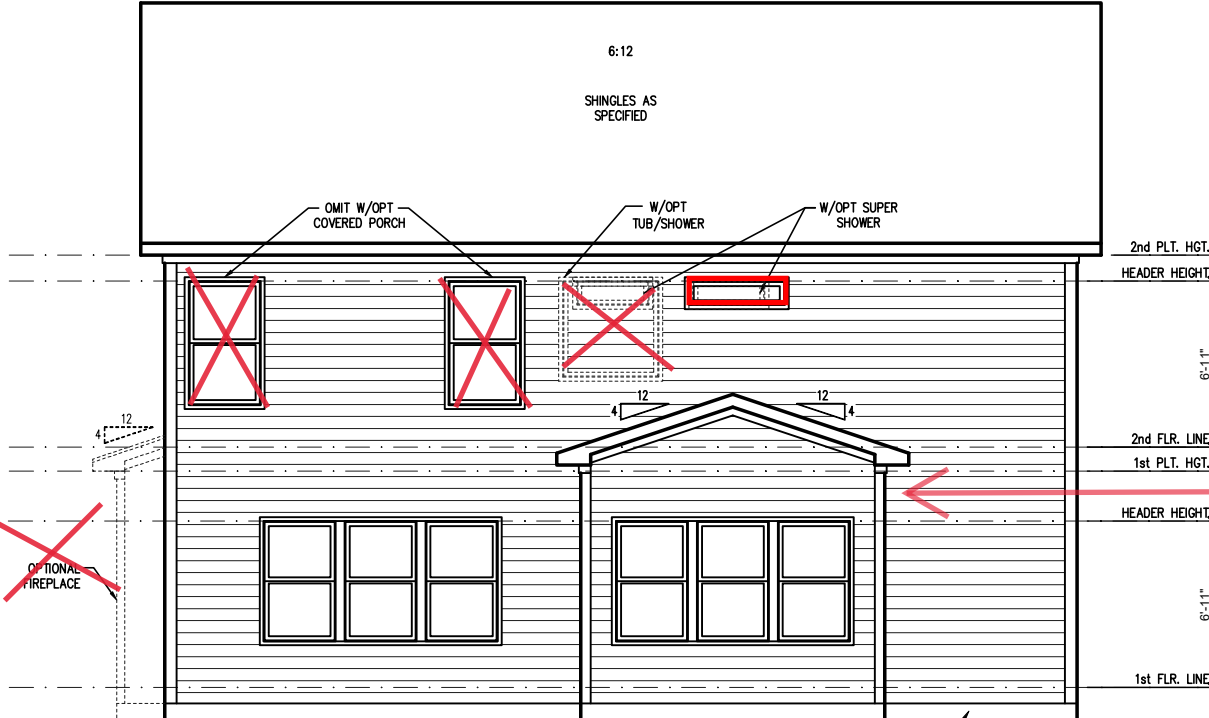 6:12
SHINGLES AS
SPECIFIED
OMIT W/OPT
COVERED PORCH
W/OPT
TUB/SHOWER
W/OPT SUPER
SHOWER
2nd PLT. HGT.
HEADER HEIGHT
6'-11"
12
4
12
4
12
4
2nd FLR. LINE
1st PLT. HGT.
HEADER HEIGHT
OPTIONAL
FIREPLACE
6'-11"
1st FLR. LINE